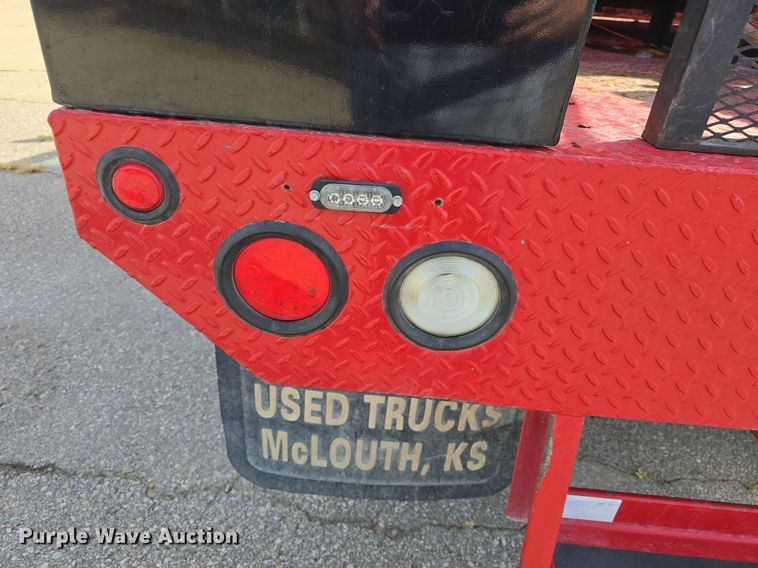 USED TRUCKS
McLOUTH, KS
Purple Wave Auction